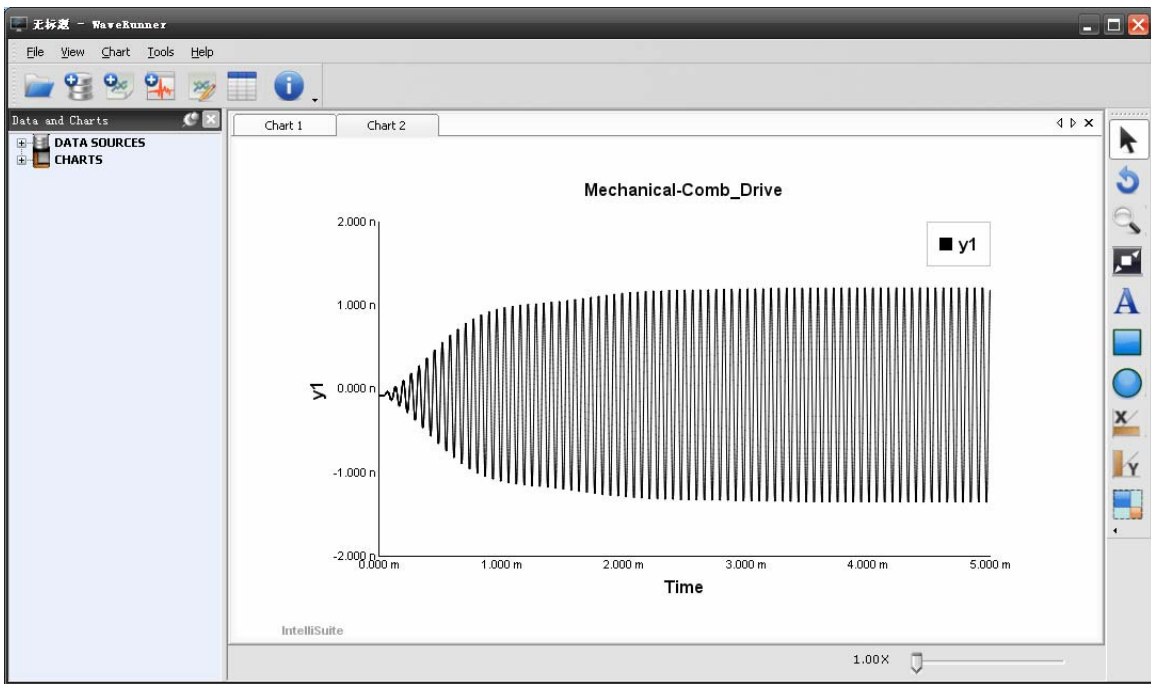 无标题 - WaveRunner
File View Chart Tools Help
Data and Charts
DATA SOURCES
CHARTS
Chart 1 Chart 2
Mechanical-Comb_Drive
2.000 n
1.000 n
0.000 n
-1.000 n
-2.000 n
y1
y1
0.000 m 1.000 m 2.000 m 3.000 m 4.000 m 5.000 m
Time
IntelliSuite
1.00X
A
X
Y